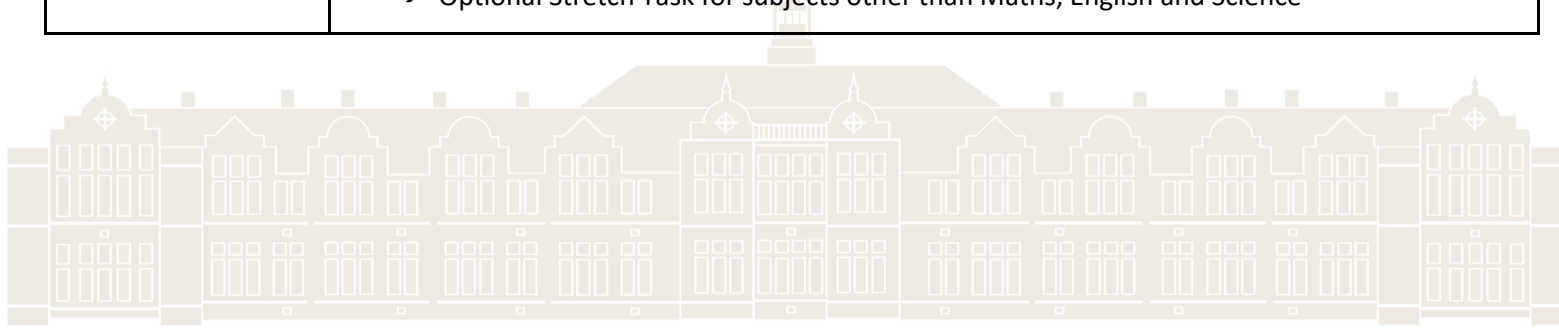 Optional Stretch Task for subjects other than Maths, English and Science